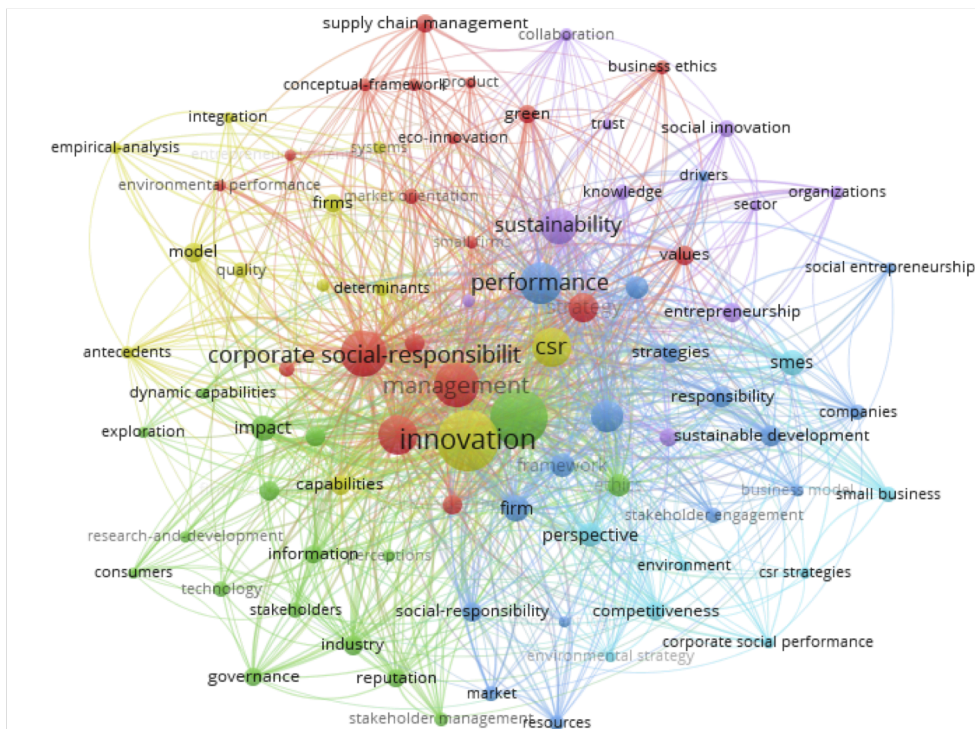 supply chain management
collaboration
business ethics
conceptual-framework
product
integration
green
trust
social innovation
eco-innovation
empirical-analysis
systems
drivers
environmental performance
market orientation
knowledge
organizations
firms
sector
sustainability
small firms
model
values
quality
social entrepreneurship
performance
determinants
strategy
entrepreneurship
csr
antecedents
corporate social-responsibilit
strategies
smes
management
dynamic capabilities
responsibility
companies
impact
exploration
innovation
sustainable development
framework
capabilities
ethics
business model
small business
firm
stakeholder engagement
research-and-development
perspective
information
perceptions
consumers
environment
csr strategies
technology
stakeholders
social-responsibility
competitiveness
industry
corporate social performance
environmental strategy
governance
reputation
market
stakeholder management
resources